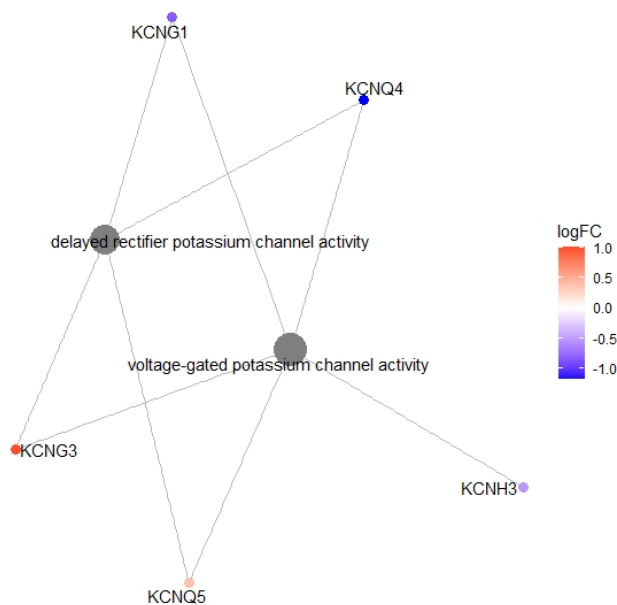 KCNG1
KCNQ4
delayed rectifier potassium channel activity
voltage-gated potassium channel activity
KCNG3
KCNH3
KCNQ5
logFC
1.0
0.5
0.0
-0.5
-1.0